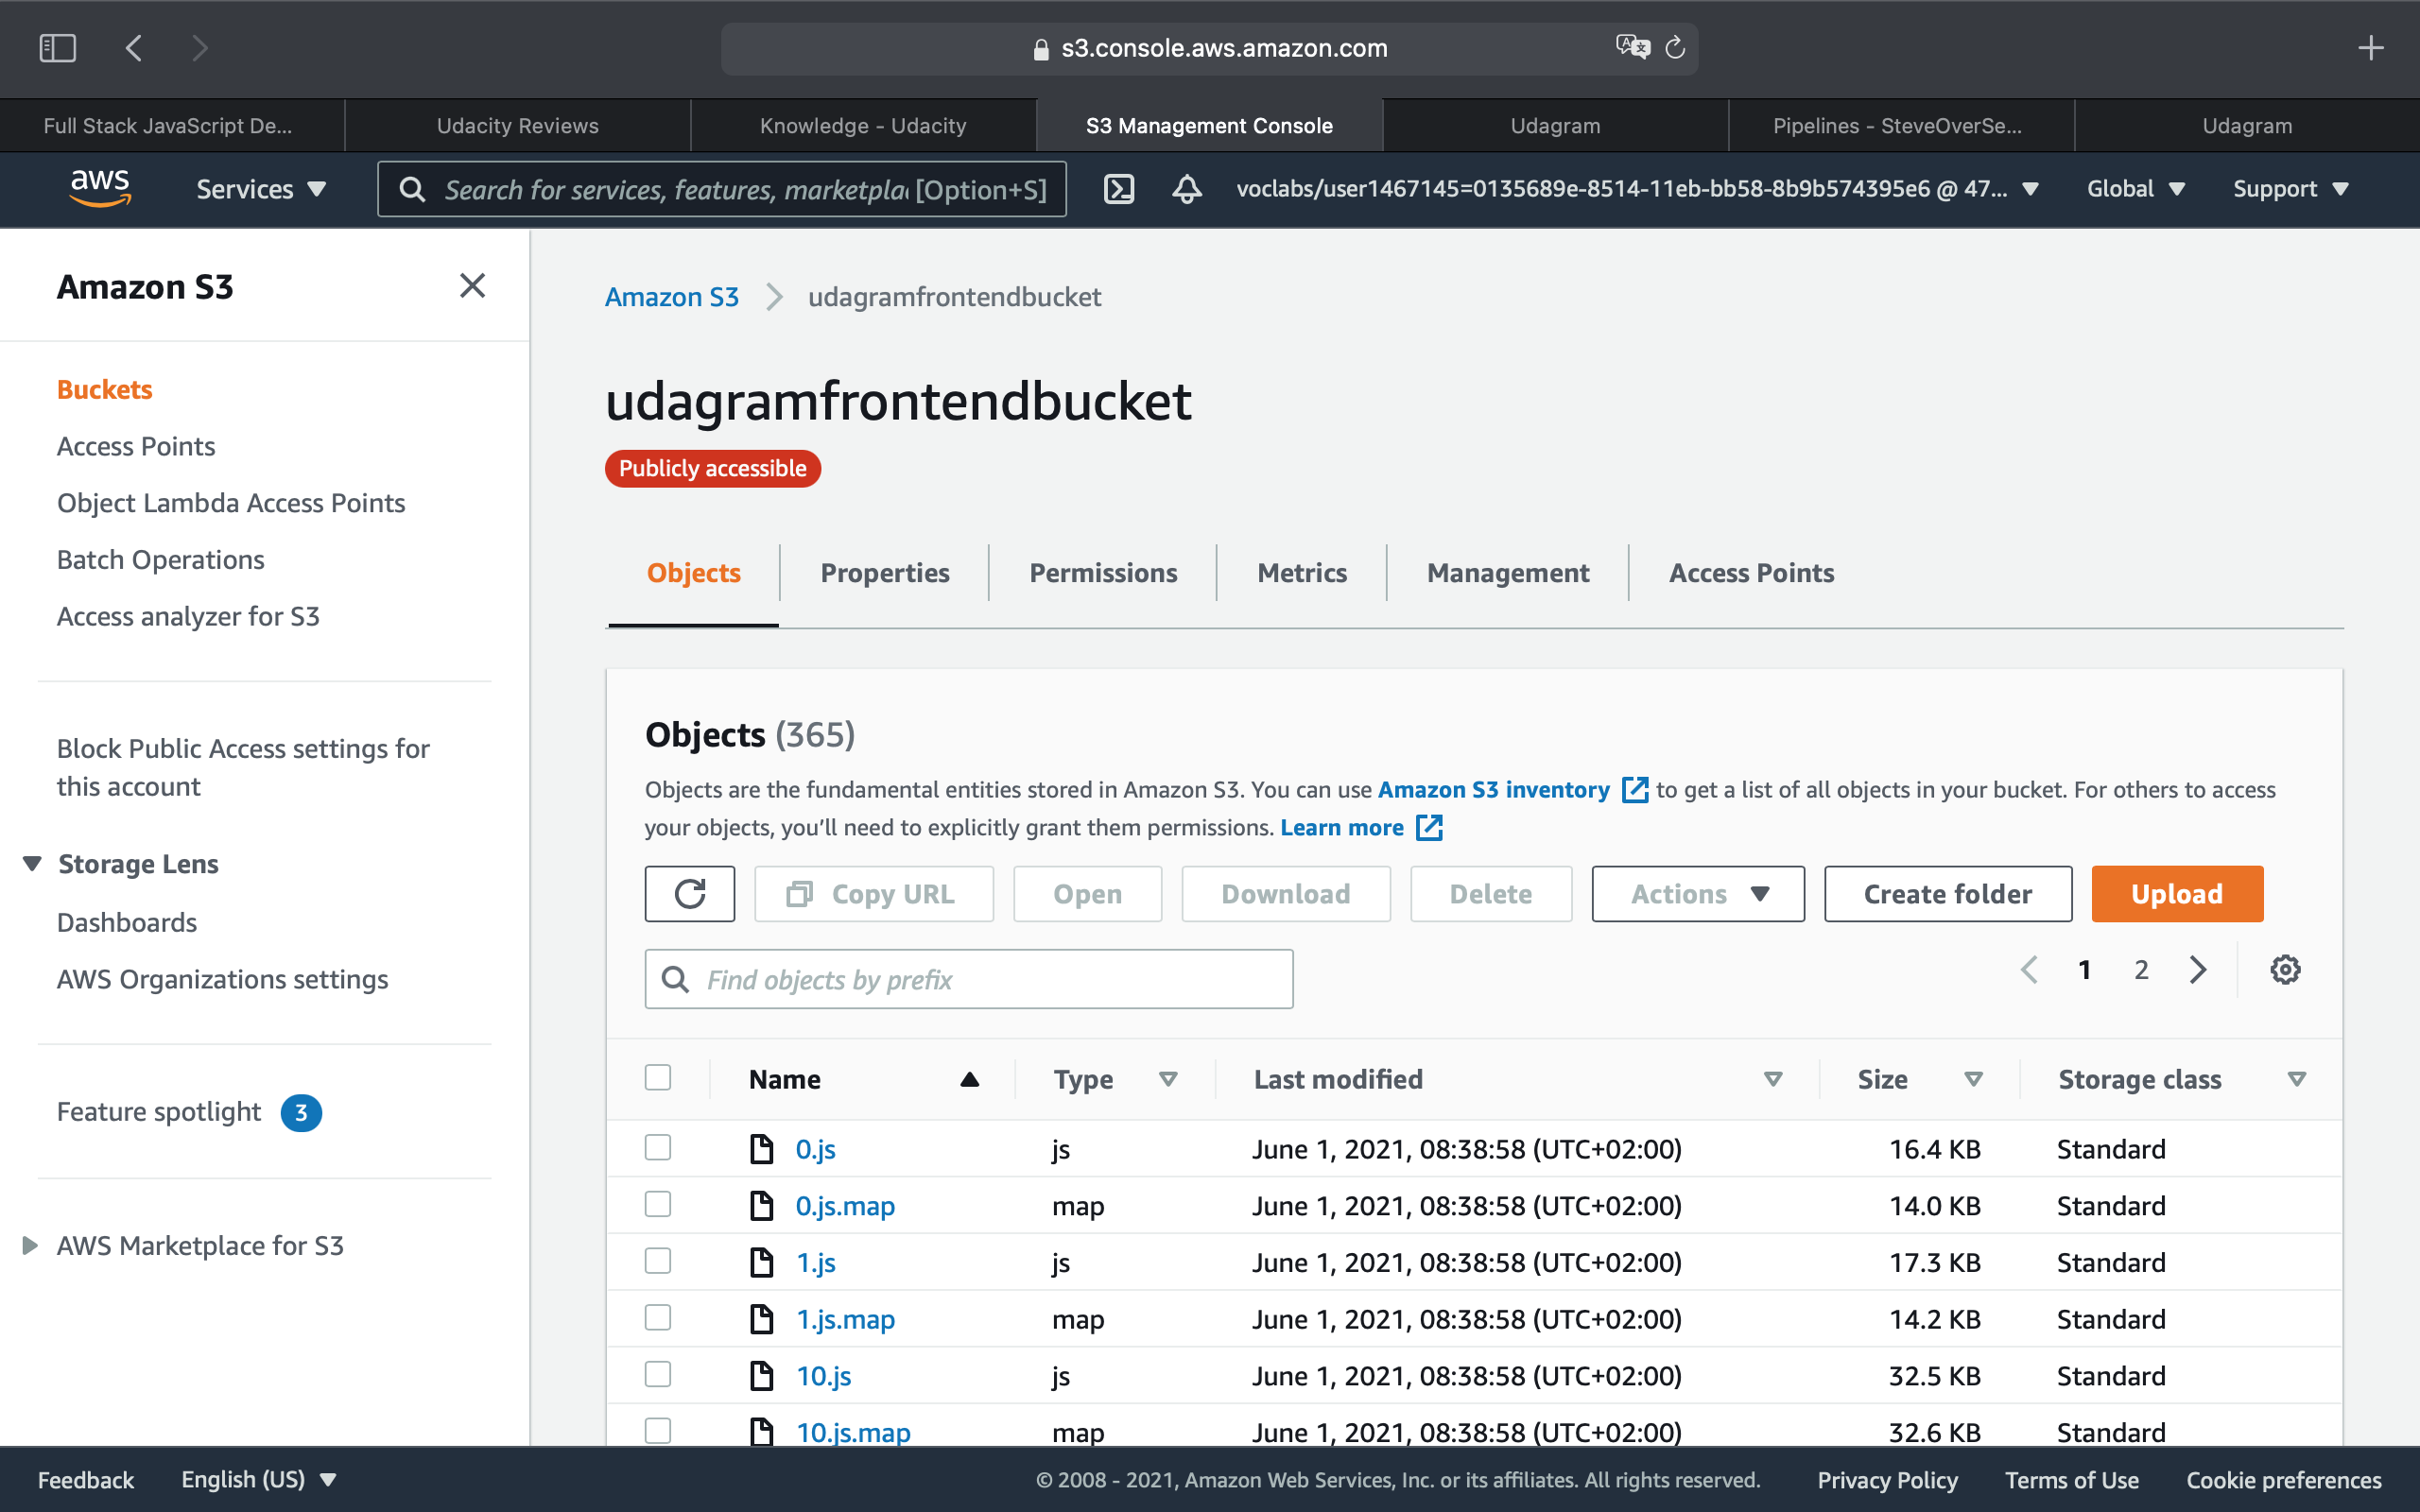 s3.console.aws.amazon.com
Full Stack JavaScript De...
Udacity Reviews
Knowledge - Udacity
S3 Management Console
Udagram
Pipelines - SteveOverSe...
Udagram
aws
Services
Search for services, features, marketplac [Option+S]
voclabs/user1467145=0135689e-8514-11eb-bb58-8b9b574395e6 @ 47...
Global
Support
Amazon S3
Buckets
Access Points
Object Lambda Access Points
Batch Operations
Access analyzer for S3
Block Public Access settings for
this account
Storage Lens
Dashboards
AWS Organizations settings
Feature spotlight 3
AWS Marketplace for S3
Amazon S3 > udagramfrontendbucket
udagramfrontendbucket
Publicly accessible
Objects
Properties
Permissions
Metrics
Management
Access Points
Objects (365)
Objects are the fundamental entities stored in Amazon S3. You can use Amazon S3 inventory to get a list of all objects in your bucket. For others to access
your objects, you'll need to explicitly grant them permissions. Learn more
Copy URL
Open
Download
Delete
Actions
Create folder
Upload
Find objects by prefix
1 2
Name Type Last modified Size Storage class
0.js js June 1, 2021, 08:38:58 (UTC+02:00) 16.4 KB Standard
0.js.map map June 1, 2021, 08:38:58 (UTC+02:00) 14.0 KB Standard
1.js js June 1, 2021, 08:38:58 (UTC+02:00) 17.3 KB Standard
1.js.map map June 1, 2021, 08:38:58 (UTC+02:00) 14.2 KB Standard
10.js js June 1, 2021, 08:38:58 (UTC+02:00) 32.5 KB Standard
10.js.map map June 1, 2021, 08:38:58 (UTC+02:00) 32.6 KB Standard
Feedback
English (US)
© 2008 - 2021, Amazon Web Services, Inc. or its affiliates. All rights reserved.
Privacy Policy
Terms of Use
Cookie preferences